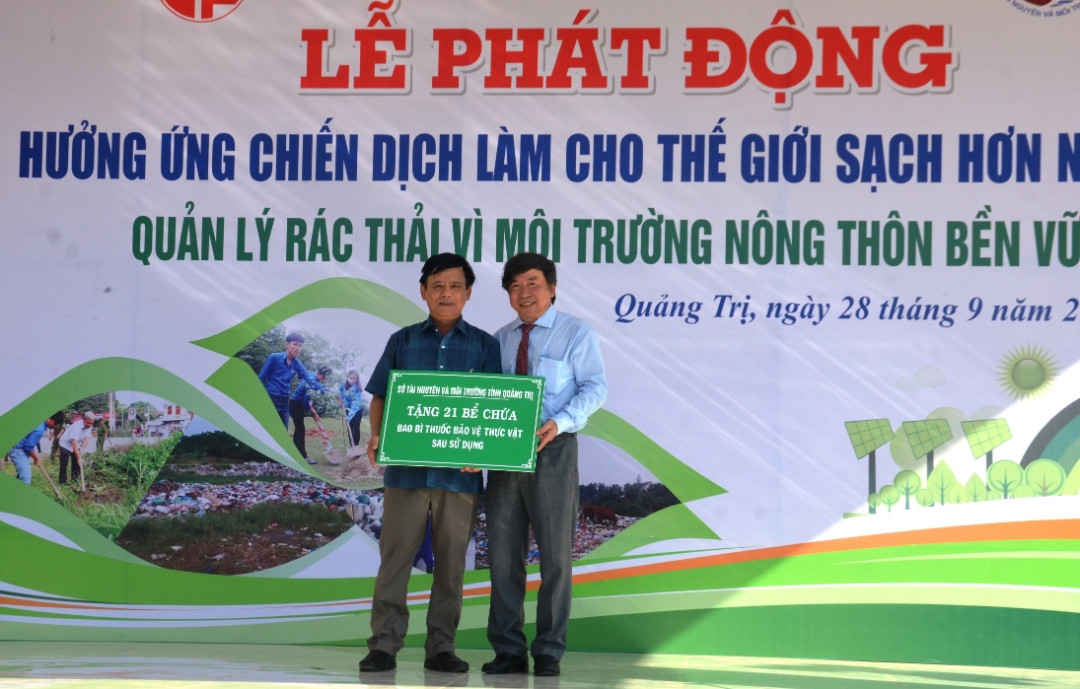 LỄ PHÁT ĐỘNG
HƯỞNG ỨNG CHIẾN DỊCH LÀM CHO THẾ GIỚI SẠCH HƠN N
QUẢN LÝ RÁC THẢI VÌ MÔI TRƯỜNG NÔNG THÔN BỀN VỮ
Quảng Trị, ngày 28 tháng 9 năm 2
SỞ TÀI NGUYÊN VÀ MÔI TRƯỜNG TỈNH QUẢNG TRỊ
TẶNG 21 BỂ CHỨA
BAO BÌ THUỐC BẢO VỆ THỰC VẬT
SAU SỬ DỤNG